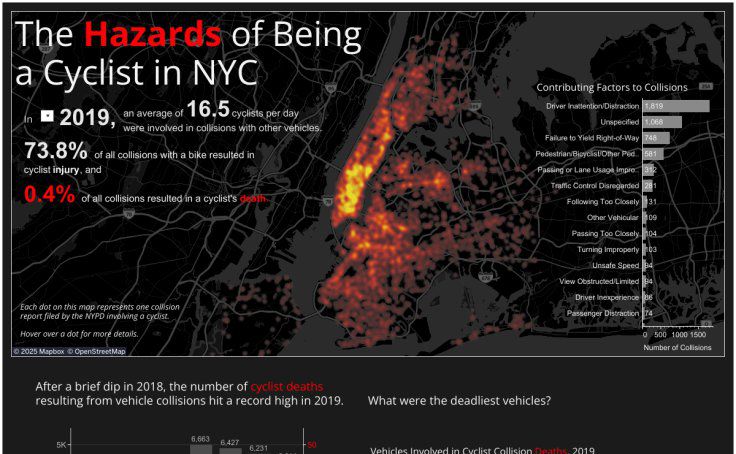 The Hazards of Being
a Cyclist in NYC
In 2019, an average of 16.5 cyclists per day
were involved in collisions with other vehicles.
73.8% of all collisions with a bike resulted in
cyclist injury, and
0.4% of all collisions resulted in a cyclist's death.
Contributing Factors to Collisions
Driver Inattention/Distraction 1,819
Unspecified 1,068
Failure to Yield Right-of-Way 748
Pedestrian/Bicyclist/Other Ped.. 581
Passing or Lane Usage Impro.. 312
Traffic Control Disregarded 281
Following Too Closely 131
Other Vehicular 109
Passing Too Closely 104
Turning Improperly 103
Unsafe Speed 94
View Obstructed/Limited 94
Driver Inexperience 86
Passenger Distraction 74
0 500 1000 1500
Number of Collisions
Each dot on this map represents one collision
report filed by the NYPD involving a cyclist.
Hover over a dot for more details.
© 2025 Mapbox © OpenStreetMap
After a brief dip in 2018, the number of cyclist deaths
resulting from vehicle collisions hit a record high in 2019.
What were the deadliest vehicles?
5K
6,663
6,427
6,231
50
Vehicles Involved in Cyclist Collision Deaths, 2019